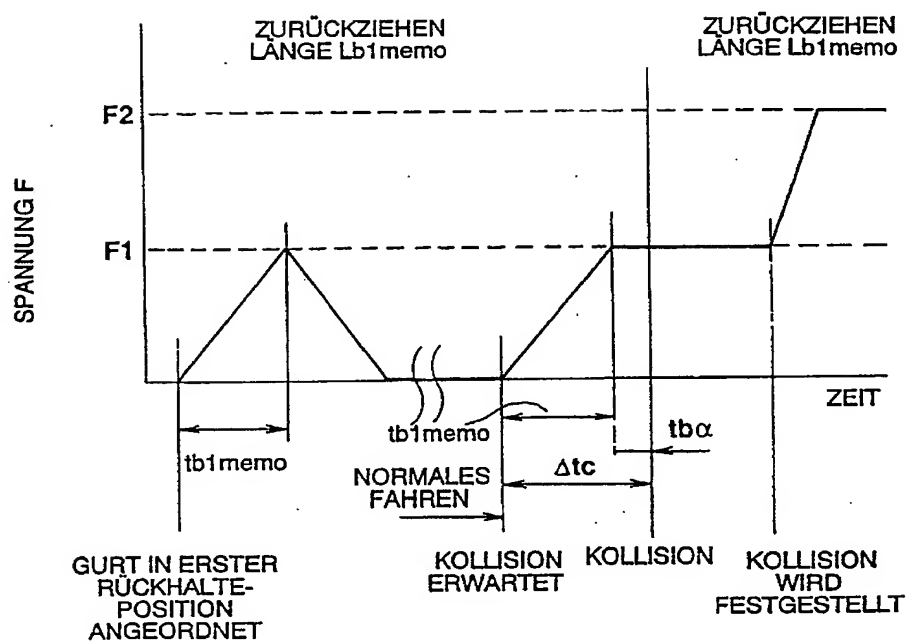 ZURÜCKZIEHEN
LÄNGE Lb1memo
ZURÜCKZIEHEN
LÄNGE Lb1memo
F2
F1
SPANNUNG F
ZEIT
tb1memo
tb1memo
tbα
Δtc
NORMALES
FAHREN
GURT IN ERSTER
RÜCKHALTE-
POSITION
ANGEORDNET
KOLLISION
ERWARTET
KOLLISION
KOLLISION
WIRD
FESTGESTELLT